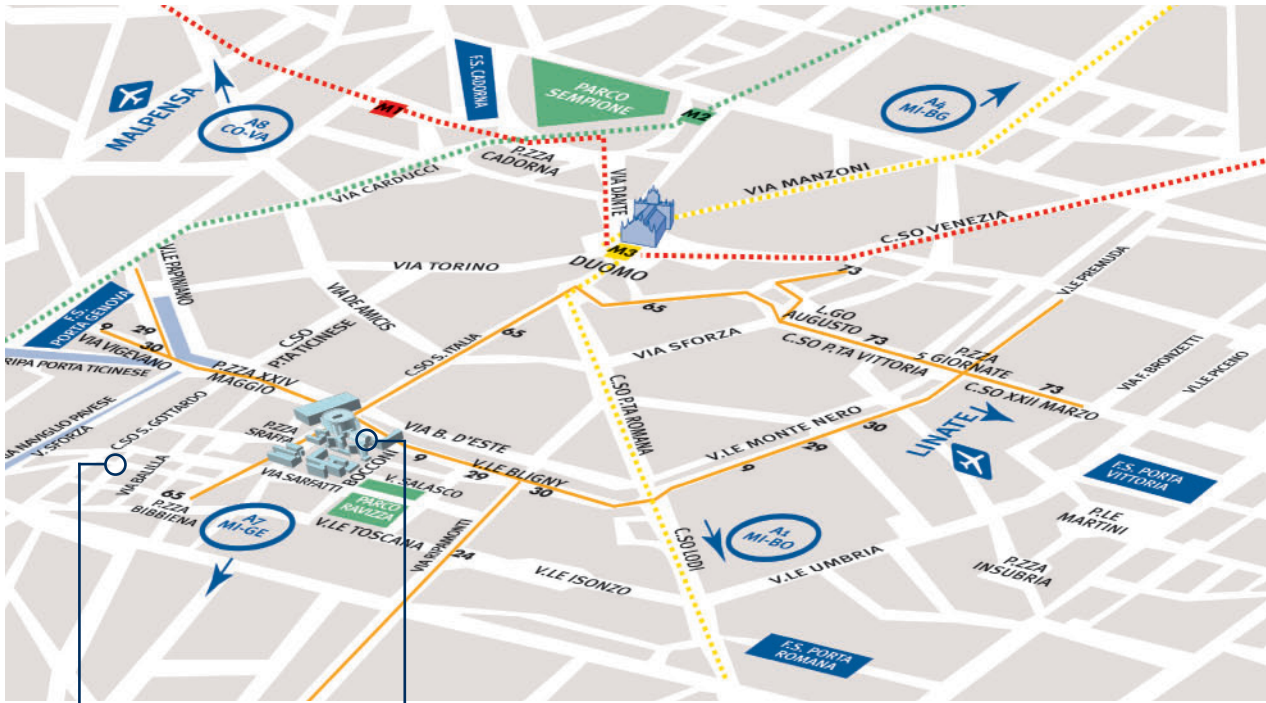 MALPENSA
A8
CO-VA
M1
F.S. CADORNA
PARCO
SEMPIONE
M2
A4
MI-BG
P.ZZA
CADORNA
VIA CARDUCCI
VIA DANTE
VIA MANZONI
C.SO VENEZIA
M3
DUOMO
VIA TORINO
V.LE PAPINIANO
VIA DE AMICIS
V.LE PREMUDA
73
65
L.GO
AUGUSTO
73
F.S.
PORTA GENOVA
9
29
30
VIA VIGEVANO
RIPA PORTA TICINESE
C.SO
P.TA TICINESE
65
C.SO S. ITALIA
VIA SFORZA
C.SO P.TA VITTORIA
P.ZZA
5 GIORNATE
73
C.SO XXII MARZO
VIA F. BRONZETTI
V.LE PICENO
P.ZZA XXIV
MAGGIO
C.SO P.TA ROMANA
A NAVIGLIO PAVESE
V. SFORZA
C.SO S. GOTTARDO
P.ZZA
SRAFFA
VIA B. D'ESTE
V.LE MONTE NERO
9
29
30
LINATE
VIA BALILLA
65
P.ZZA
BIBBIENA
VIA SARFATTI
BOCCONI
9
29
30
V.LE BLIGNY
V. SALASCO
PARCO
RAVIZZA
V.LE TOSCANA
VIA RIPAMONTI
24
A7
MI-GE
V.LE ISONZO
C.SO LODI
A1
MI-BO
V.LE UMBRIA
F.S. PORTA
VITTORIA
P.LE
MARTINI
P.ZZA
INSUBRIA
F.S. PORTA
ROMANA